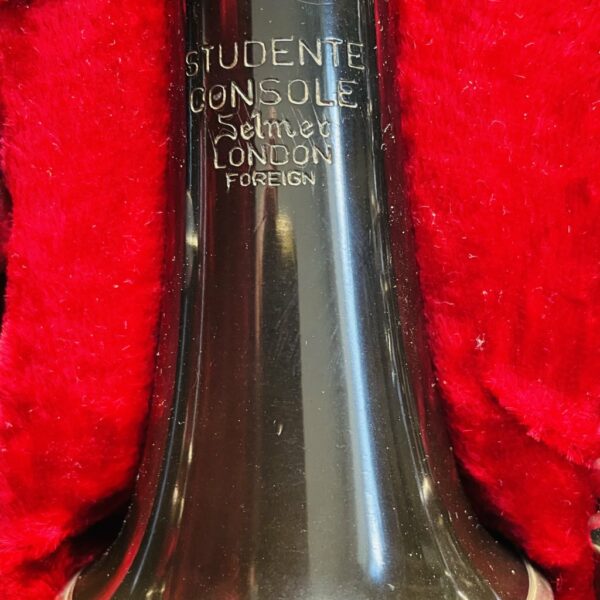 STUDENTE
CONSOLE
Selmer
LONDON
FOREIGN